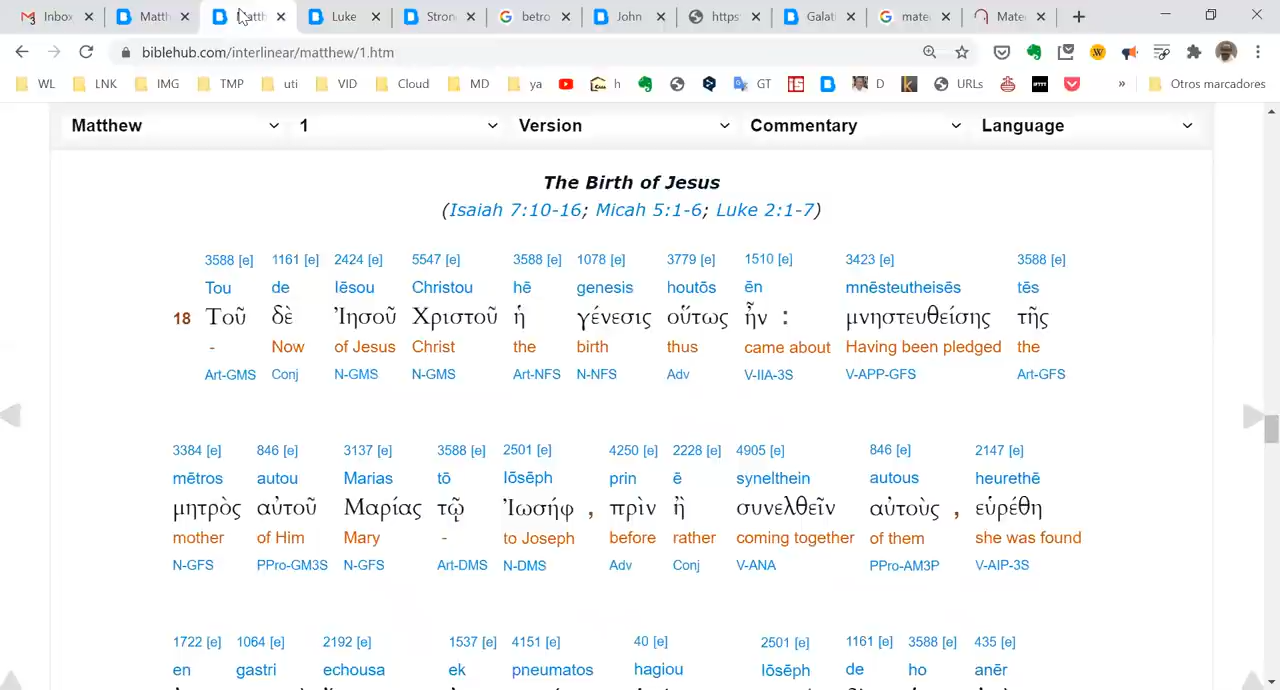 Inbox Matth Matth Luke Stron betro John https Galat mate Mate
biblehub.com/interlinear/matthew/1.htm
WL LNK IMG TMP uti VID Cloud MD ya h GT D URLs » Otros marcadores
Matthew 1 Version Commentary Language
The Birth of Jesus
(Isaiah 7:10-16; Micah 5:1-6; Luke 2:1-7)
3588 [e] 1161 [e] 2424 [e] 5547 [e] 3588 [e] 1078 [e] 3779 [e] 1510 [e] 3423 [e] 3588 [e]
Tou de Iēsou Christou hē genesis houtōs ēn mnēsteutheisēs tēs
18 Τοῦ δὲ Ἰησοῦ Χριστοῦ ἡ γένεσις οὕτως ἦν : μνηστευθείσης τῆς
- Now of Jesus Christ the birth thus came about Having been pledged the
Art-GMS Conj N-GMS N-GMS Art-NFS N-NFS Adv V-IIA-3S V-APP-GFS Art-GFS
3384 [e] 846 [e] 3137 [e] 3588 [e] 2501 [e] 4250 [e] 2228 [e] 4905 [e] 846 [e] 2147 [e]
mētros autou Marias tō Iōsēph prin ē synelthein autous heurethē
μητρὸς αὐτοῦ Μαρίας τῷ Ἰωσήφ , πρὶν ἢ συνελθεῖν αὐτοὺς , εὑρέθη
mother of Him Mary - to Joseph before rather coming together of them she was found
N-GFS PPro-GM3S N-GFS Art-DMS N-DMS Adv Conj V-ANA PPro-AM3P V-AIP-3S
1722 [e] 1064 [e] 2192 [e] 1537 [e] 4151 [e] 40 [e] 2501 [e] 1161 [e] 3588 [e] 435 [e]
en gastri echousa ek pneumatos hagiou Iōsēph de ho anēr